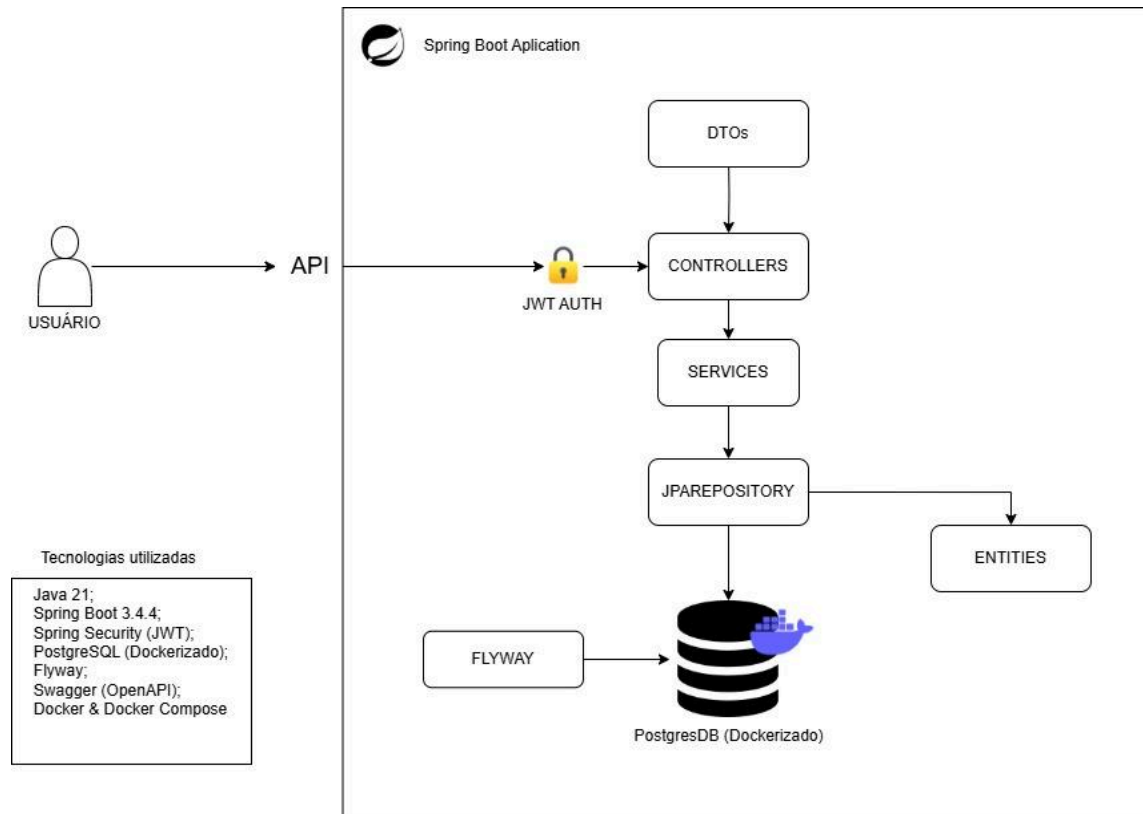 Spring Boot Aplication
DTOs
USUÁRIO
API
JWT AUTH
CONTROLLERS
SERVICES
JPAREPOSITORY
ENTITIES
FLYWAY
PostgresDB (Dockerizado)
Tecnologias utilizadas
Java 21;
Spring Boot 3.4.4;
Spring Security (JWT);
PostgreSQL (Dockerizado);
Flyway;
Swagger (OpenAPI);
Docker & Docker Compose